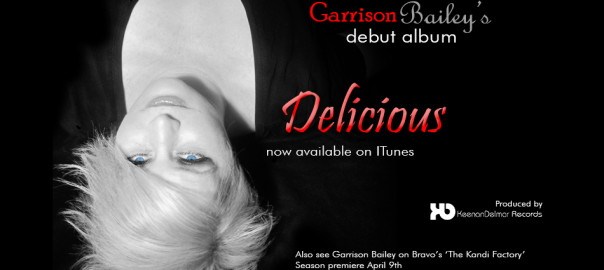 Garrison Bailey's
debut album
Delicious
now available on ITunes
Produced by
KeenanDelmar Records
Also see Garrison Bailey on Bravo's 'The Kandi Factory'
Season premiere April 9th